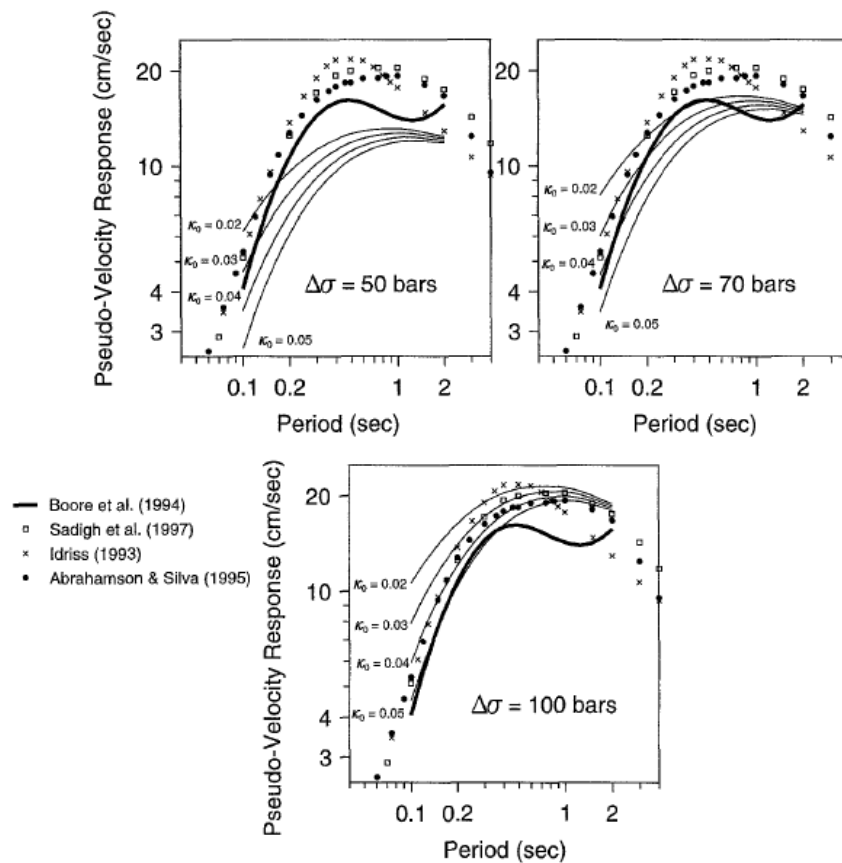 Pseudo-Velocity Response (cm/sec)
20
10
4
3
κ₀ = 0.02
κ₀ = 0.03
κ₀ = 0.04
κ₀ = 0.05
Δσ = 50 bars
0.1 0.2 1 2
Period (sec)
Pseudo-Velocity Response (cm/sec)
20
10
4
3
κ₀ = 0.02
κ₀ = 0.03
κ₀ = 0.04
κ₀ = 0.05
Δσ = 70 bars
0.1 0.2 1 2
Period (sec)
Boore et al. (1994)
Sadigh et al. (1997)
Idriss (1993)
Abrahamson & Silva (1995)
Pseudo-Velocity Response (cm/sec)
20
10
4
3
κ₀ = 0.02
κ₀ = 0.03
κ₀ = 0.04
κ₀ = 0.05
Δσ = 100 bars
0.1 0.2 1 2
Period (sec)